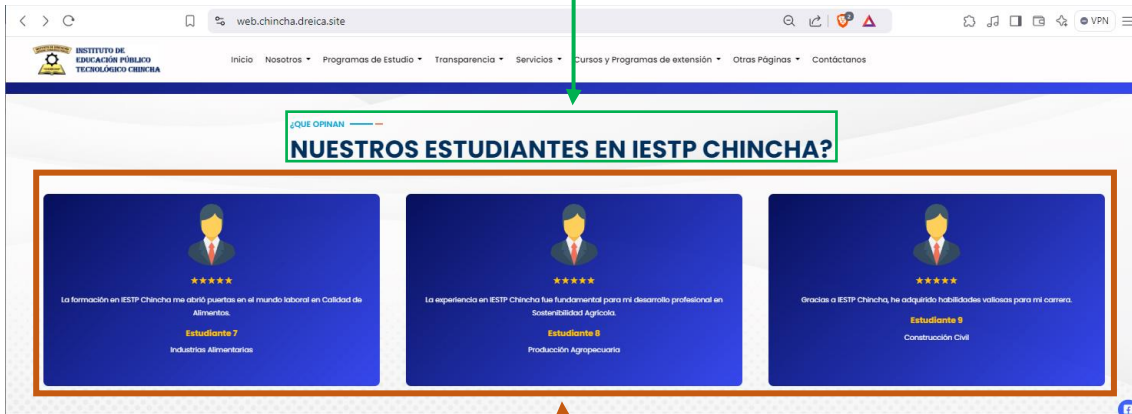 web.chincha.dreica.site
VPN
INSTITUTO DE
EDUCACIÓN PÚBLICO
TECNOLÓGICO CHINCHA
Inicio Nosotros Programas de Estudio Transparencia Servicios Cursos y Programas de extensión Otras Páginas Contáctanos
¿QUE OPINAN
NUESTROS ESTUDIANTES EN IESTP CHINCHA?
La formación en IESTP Chincha me abrió puertas en el mundo laboral en Calidad de
Alimentos.
Estudiante 7
Industrias Alimentarias
La experiencia en IESTP Chincha fue fundamental para mi desarrollo profesional en
Sostenibilidad Agrícola.
Estudiante 8
Producción Agropecuaria
Gracias a IESTP Chincha, he adquirido habilidades valiosas para mi carrera.
Estudiante 9
Construcción Civil